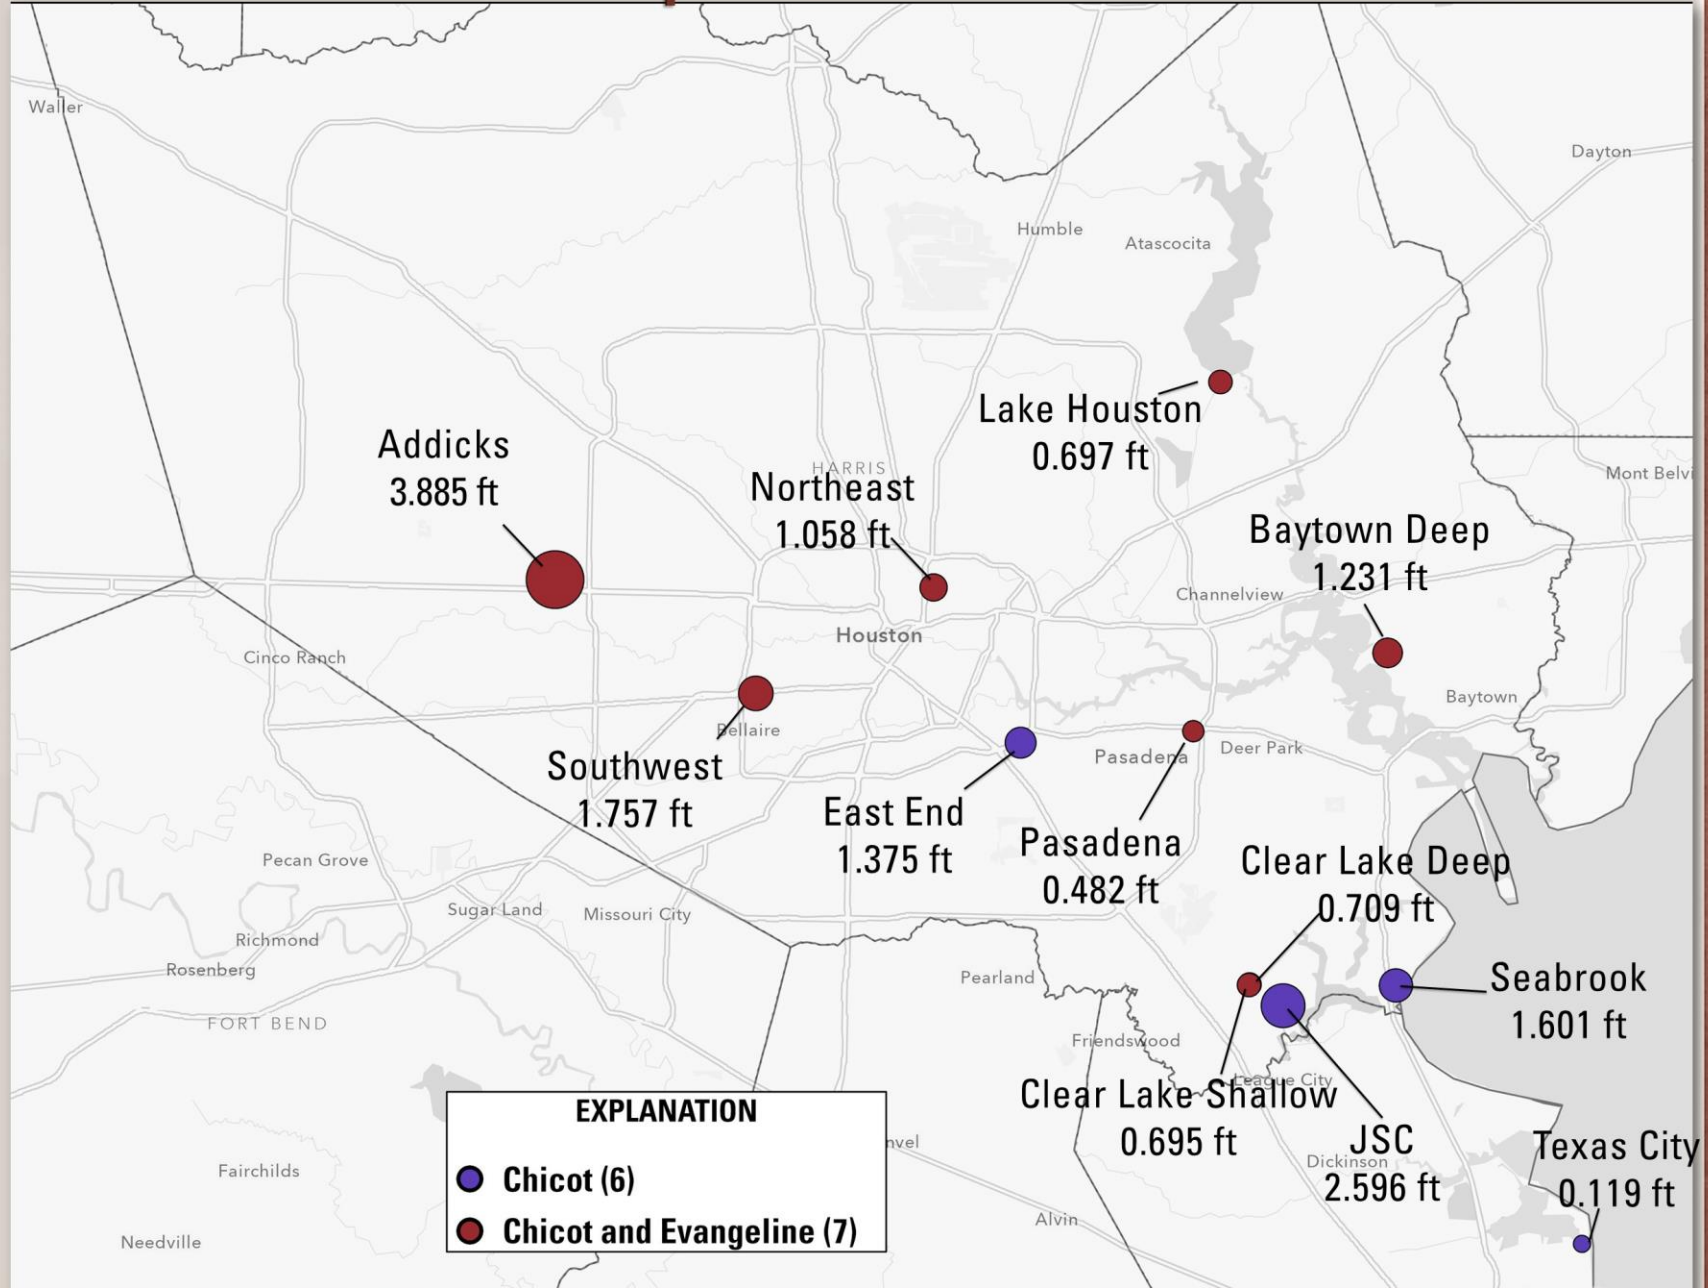 Waller
Dayton
Humble
Atascocita
Lake Houston
0.697 ft
Addicks
3.885 ft
HARRIS
Northeast
1.058 ft
Mont Belvi
Baytown Deep
1.231 ft
Channelview
Houston
Cinco Ranch
Baytown
Bellaire
Southwest
1.757 ft
East End
1.375 ft
Pasadena
Deer Park
Pasadena
0.482 ft
Clear Lake Deep
0.709 ft
Pecan Grove
Sugar Land
Missouri City
Richmond
Rosenberg
Pearland
Seabrook
1.601 ft
FORT BEND
Friendswood
League City
Clear Lake Shallow
0.695 ft
JSC
2.596 ft
Dickinson
Texas City
0.119 ft
EXPLANATION
Chicot (6)
Chicot and Evangeline (7)
nvel
Fairchilds
Alvin
Needville